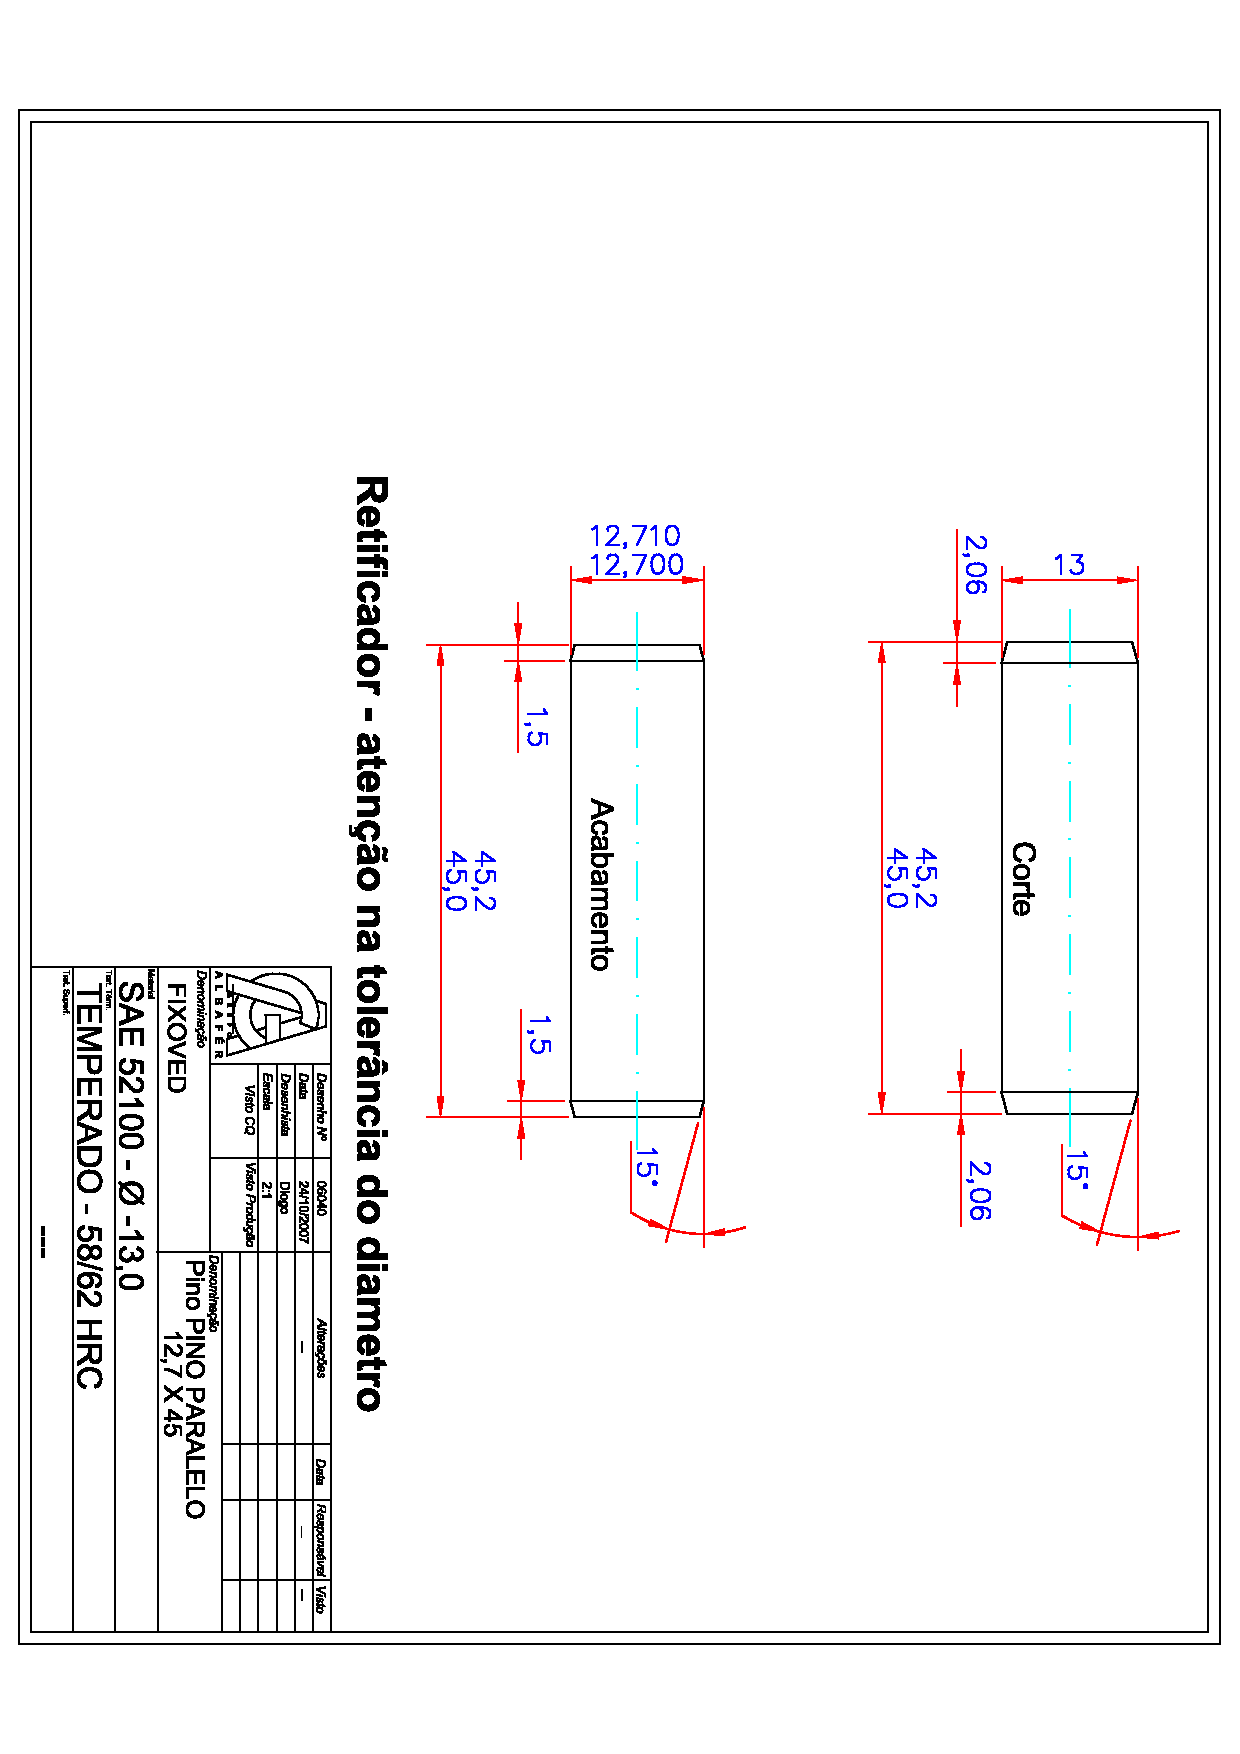 2,06
13
15°
Corte
45,2
45,0
2,06
12,710
12,700
1,5
Acabamento
1,5
15°
45,2
45,0
Retificador - atenção na tolerância do diametro
ALBAFÉR
Desenho Nº 06040
Data 24/10/2007
Desenhista Diogo
Escala 2:1
Visto CQ Visto Produção
Alterações Data Responsável Visto
— — —
Denominação
FIXOVED
Denominação
Pino PINO PARALELO
12,7 X 45
Material
SAE 52100 - Ø -13,0
Trat. Térm.
TEMPERADO - 58/62 HRC
Trat. Superf.
----